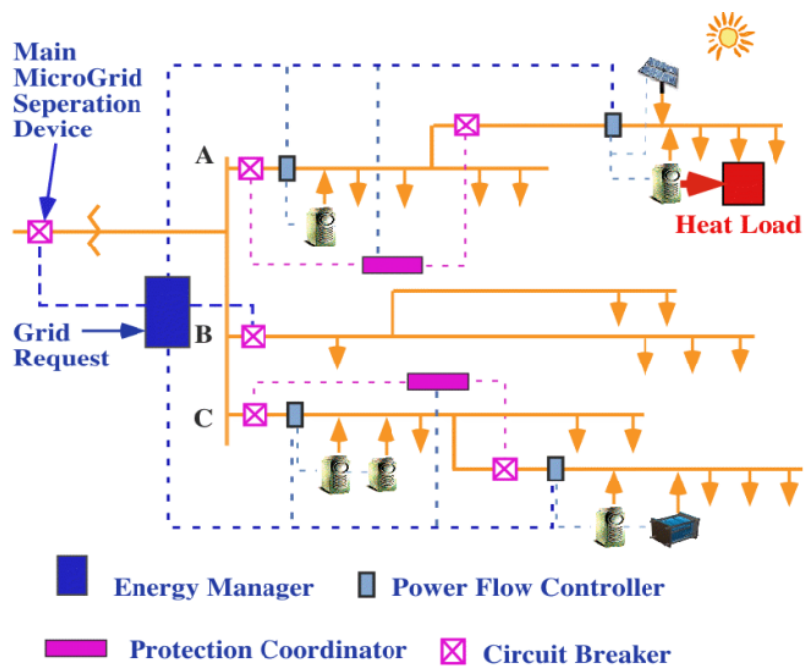 Main
MicroGrid
Seperation
Device
A
Heat Load
Grid
Request
B
C
Energy Manager
Power Flow Controller
Protection Coordinator
Circuit Breaker